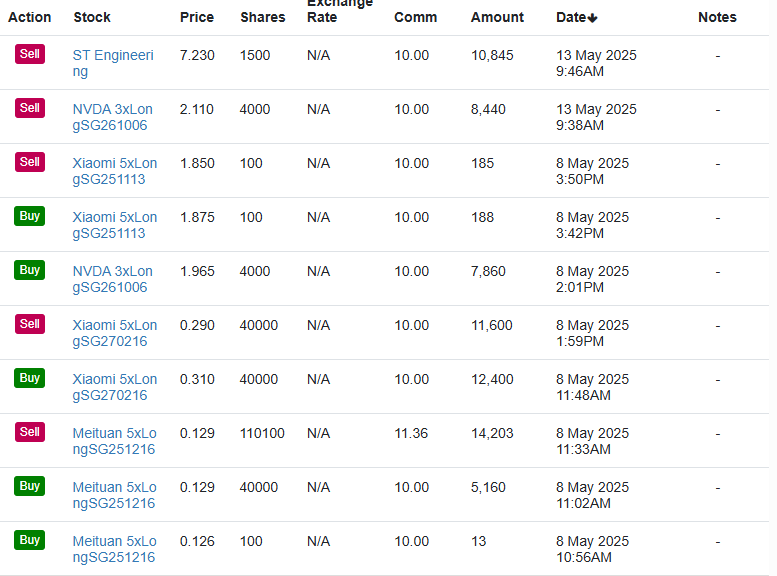 Exchange
Action Stock Price Shares Rate Comm Amount Date↓ Notes
Sell ST Engineeri 7.230 1500 N/A 10.00 10,845 13 May 2025 -
ng 9:46AM
Sell NVDA 3xLon 2.110 4000 N/A 10.00 8,440 13 May 2025 -
gSG261006 9:38AM
Sell Xiaomi 5xLon 1.850 100 N/A 10.00 185 8 May 2025 -
gSG251113 3:50PM
Buy Xiaomi 5xLon 1.875 100 N/A 10.00 188 8 May 2025 -
gSG251113 3:42PM
Buy NVDA 3xLon 1.965 4000 N/A 10.00 7,860 8 May 2025 -
gSG261006 2:01PM
Sell Xiaomi 5xLon 0.290 40000 N/A 10.00 11,600 8 May 2025 -
gSG270216 1:59PM
Buy Xiaomi 5xLon 0.310 40000 N/A 10.00 12,400 8 May 2025 -
gSG270216 11:48AM
Sell Meituan 5xLo 0.129 110100 N/A 11.36 14,203 8 May 2025 -
ngSG251216 11:33AM
Buy Meituan 5xLo 0.129 40000 N/A 10.00 5,160 8 May 2025 -
ngSG251216 11:02AM
Buy Meituan 5xLo 0.126 100 N/A 10.00 13 8 May 2025 -
ngSG251216 10:56AM